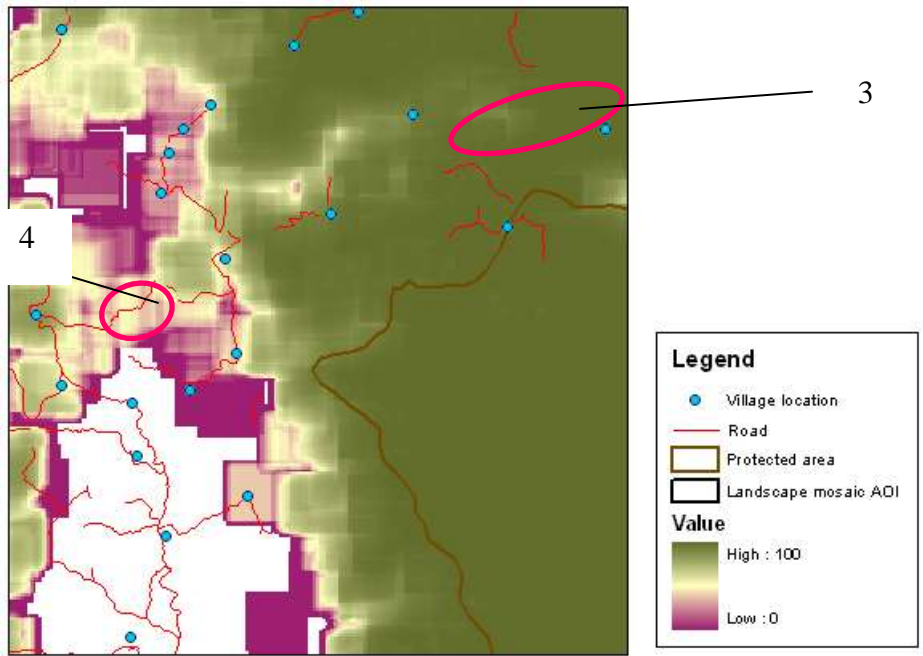 3
4
Legend
Village location
Road
Protected area
Landscape mosaic AOI
Value
High : 100
Low : 0